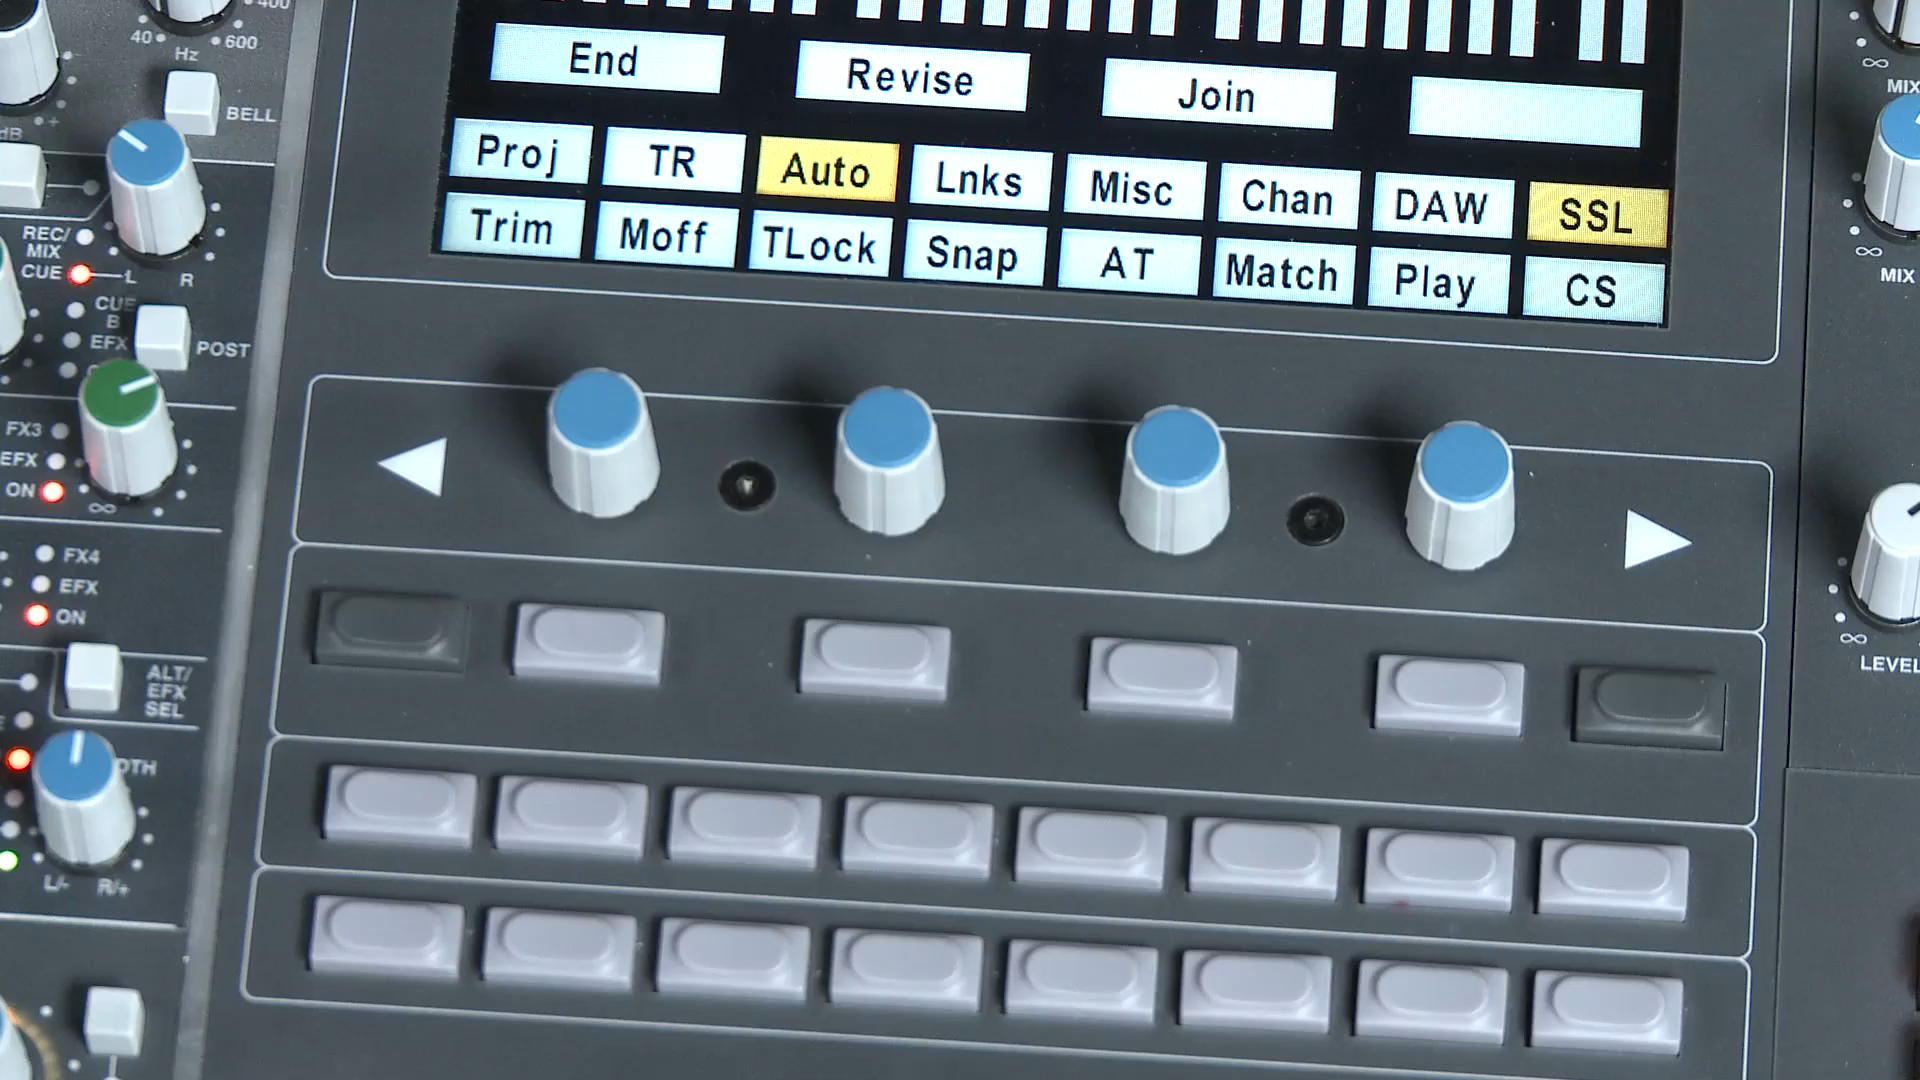 End
Revise
Join
Proj
TR
Auto
Lnks
Misc
Chan
DAW
SSL
Trim
Moff
TLock
Snap
AT
Match
Play
CS
400
40
600
Hz
BELL
dB
REC/
MIX
CUE
L
R
CUE
B
EFX
POST
FX3
EFX
ON
∞
FX4
EFX
ON
ALT/
EFX
SEL
L/-
R/+
∞
MIX
∞
MIX
∞
LEVEL